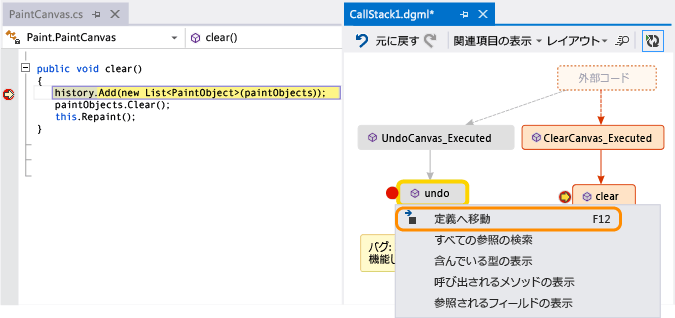 PaintCanvas.cs
Paint.PaintCanvas
clear()
public void clear()
{
history.Add(new List<PaintObject>(paintObjects));
paintObjects.Clear();
this.Repaint();
}
CallStack1.dgml*
元に戻す
関連項目の表示
レイアウト
外部コード
UndoCanvas_Executed
ClearCanvas_Executed
undo
clear
バグ:
機能し
定義へ移動 F12
すべての参照の検索
含んでいる型の表示
呼び出されるメソッドの表示
参照されるフィールドの表示